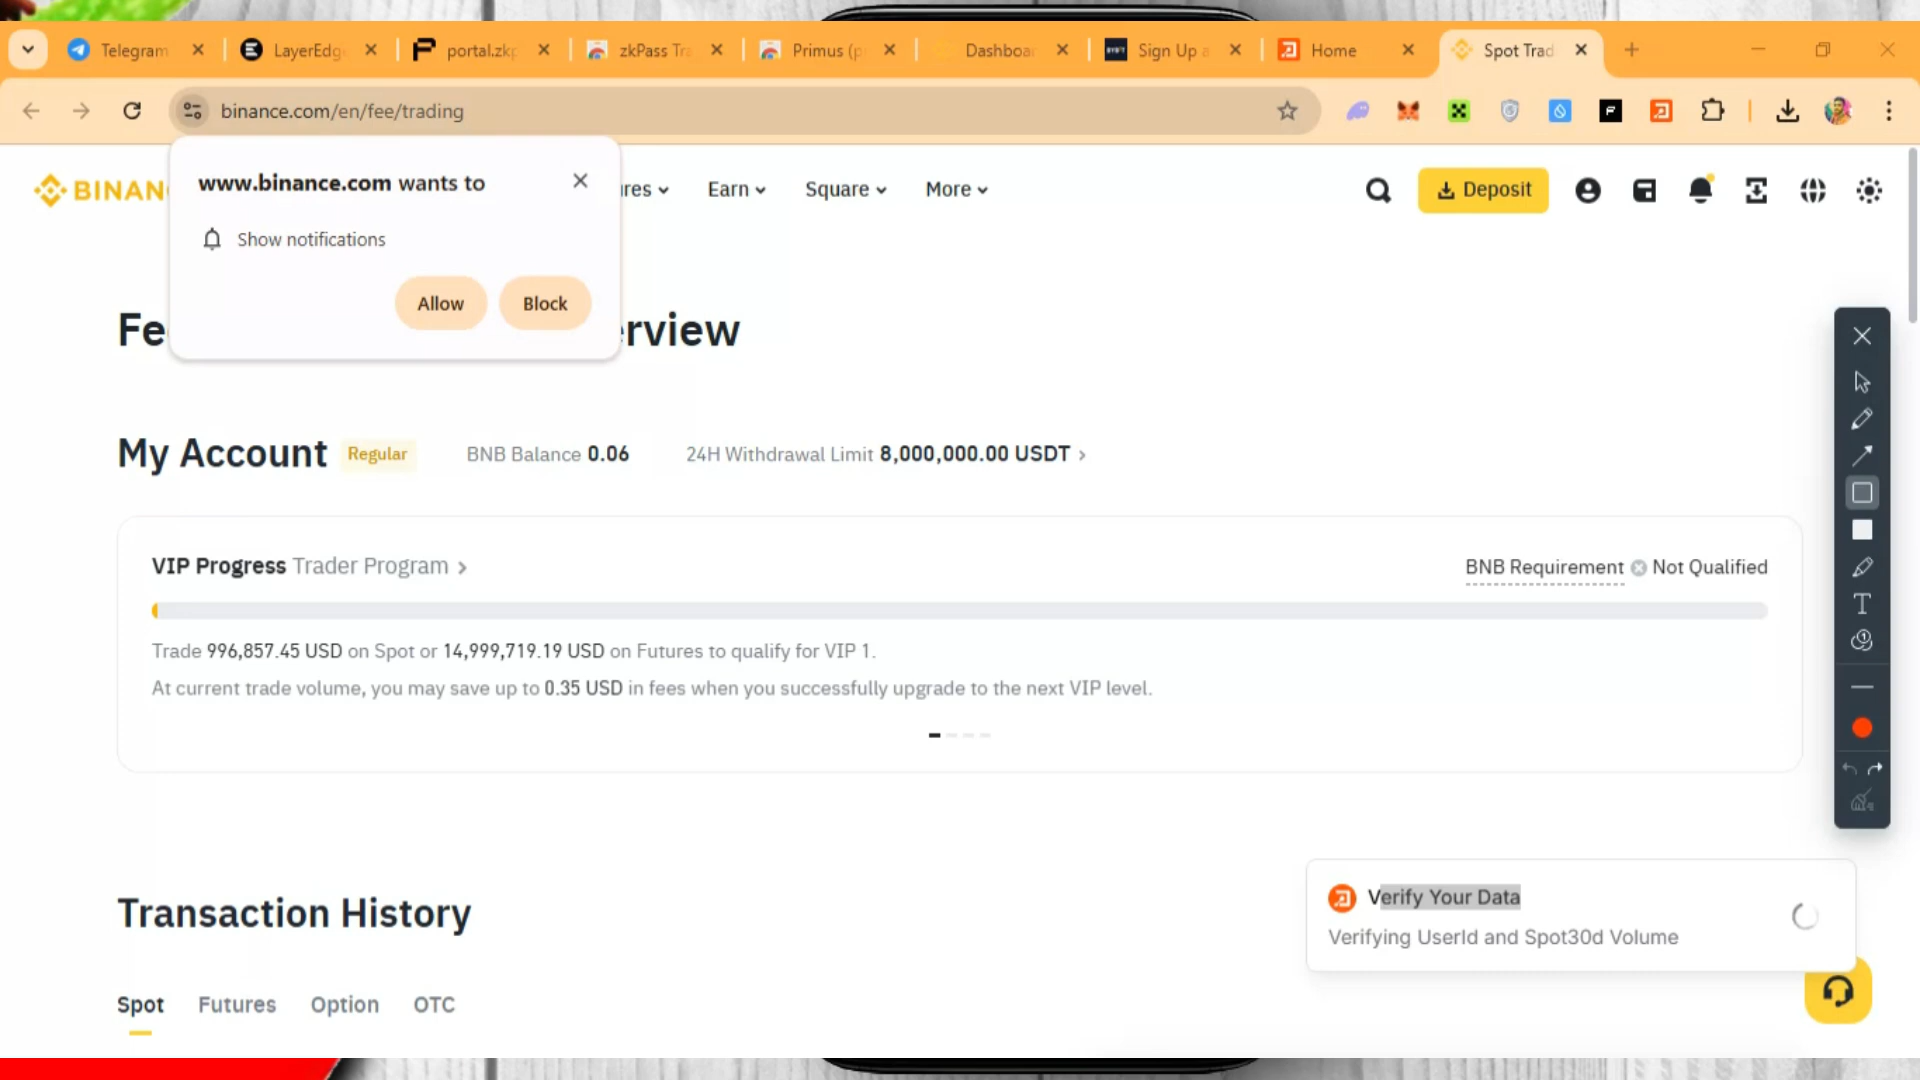 Telegram
LayerEdg
portal.zkp
zkPass Tra
Primus (p
Dashboar
Sign Up a
Home
Spot Trad
binance.com/en/fee/trading
www.binance.com wants to
Show notifications
Allow
Block
BINAN
res
Earn
Square
More
Deposit
Fe
rview
My Account
Regular
BNB Balance 0.06
24H Withdrawal Limit 8,000,000.00 USDT
VIP Progress Trader Program
BNB Requirement
Not Qualified
Trade 996,857.45 USD on Spot or 14,999,719.19 USD on Futures to qualify for VIP 1.
At current trade volume, you may save up to 0.35 USD in fees when you successfully upgrade to the next VIP level.
Transaction History
Verify Your Data
Verifying UserId and Spot30d Volume
Spot
Futures
Option
OTC